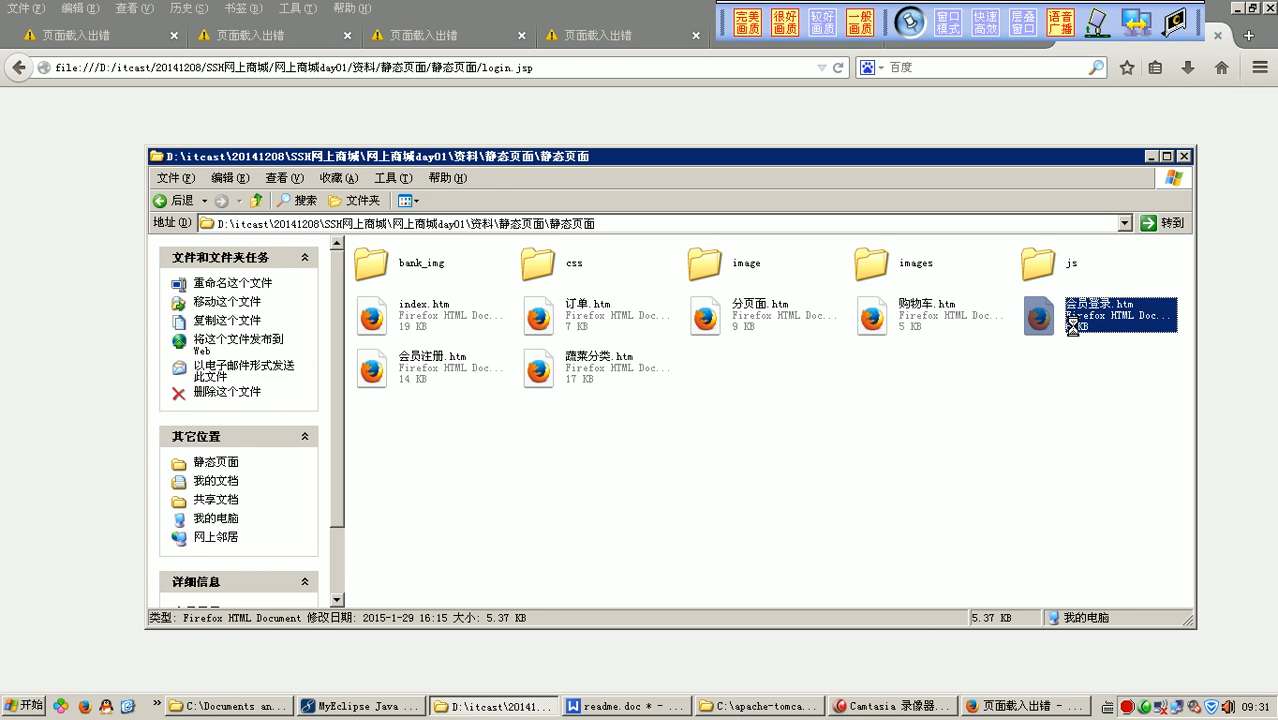 文件(F) 编辑(E) 查看(V) 历史(S) 书签(B) 工具(T) 帮助(H)
完美画质 很好画质 较好画质 一般画质 窗口模式 快速高效 层叠窗口 语音广播
页面载入出错 × 页面载入出错 × 页面载入出错 × 页面载入出错 ×
file:///D:/itcast/20141208/SSH网上商城/网上商城day01/资料/静态页面/静态页面/login.jsp
百度
D:\itcast\20141208\SSH网上商城\网上商城day01\资料\静态页面\静态页面
文件(F) 编辑(E) 查看(V) 收藏(A) 工具(T) 帮助(H)
后退 搜索 文件夹
地址(D) D:\itcast\20141208\SSH网上商城\网上商城day01\资料\静态页面\静态页面 转到
文件和文件夹任务
重命名这个文件
移动这个文件
复制这个文件
将这个文件发布到
Web
以电子邮件形式发送
此文件
删除这个文件
其它位置
静态页面
我的文档
共享文档
我的电脑
网上邻居
详细信息
bank_img css image images js
index.htm
Firefox HTML Doc...
19 KB
订单.htm
Firefox HTML Doc...
7 KB
分页面.htm
Firefox HTML Doc...
9 KB
购物车.htm
Firefox HTML Doc...
5 KB
会员登录.htm
Firefox HTML Doc...
KB
会员注册.htm
Firefox HTML Doc...
14 KB
蔬菜分类.htm
Firefox HTML Doc...
17 KB
类型: Firefox HTML Document 修改日期: 2015-1-29 16:15 大小: 5.37 KB 5.37 KB 我的电脑
开始 » C:\Documents an... MyEclipse Java ... D:\itcast\20141... readme.doc * - ... C:\apache-tomca... Camtasia 录像器... 页面载入出错 - ... 09:31